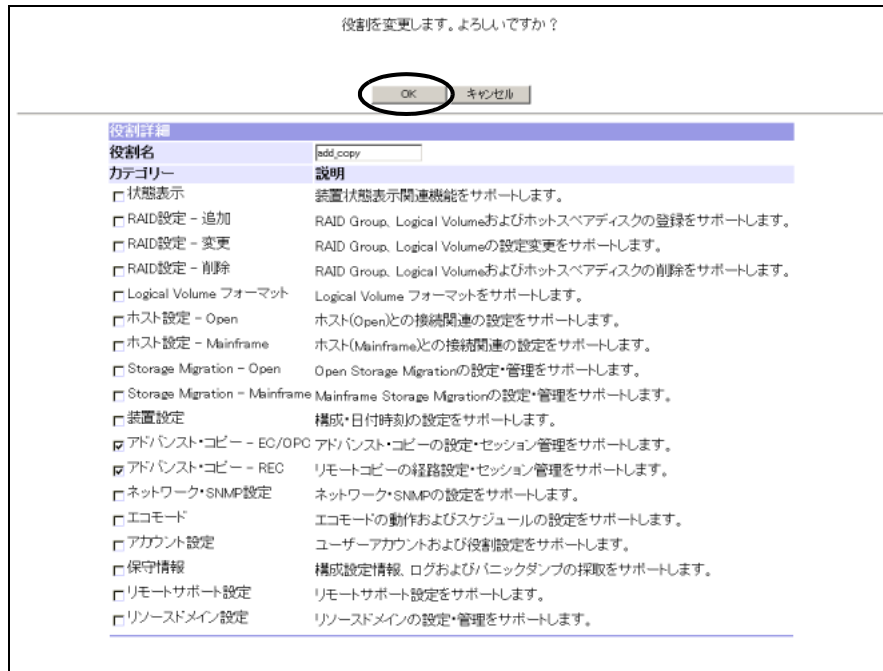 役割を変更します。よろしいですか？
OK キャンセル
役割詳細
役割名 add_copy
カテゴリー 説明
状態表示 装置状態表示関連機能をサポートします。
RAID設定 － 追加 RAID Group、Logical Volumeおよびホットスペアディスクの登録をサポートします。
RAID設定 － 変更 RAID Group、Logical Volumeの設定変更をサポートします。
RAID設定 － 削除 RAID Group、Logical Volumeおよびホットスペアディスクの削除をサポートします。
Logical Volume フォーマット Logical Volume フォーマットをサポートします。
ホスト設定 － Open ホスト(Open)との接続関連の設定をサポートします。
ホスト設定 － Mainframe ホスト(Mainframe)との接続関連の設定をサポートします。
Storage Migration － Open Open Storage Migrationの設定・管理をサポートします。
Storage Migration － Mainframe Mainframe Storage Migrationの設定・管理をサポートします。
装置設定 構成・日付時刻の設定をサポートします。
アドバンスト・コピー － EC/OPC アドバンスト・コピーの設定・セッション管理をサポートします。
アドバンスト・コピー － REC リモートコピーの経路設定・セッション管理をサポートします。
ネットワーク・SNMP設定 ネットワーク・SNMPの設定をサポートします。
エコモード エコモードの動作およびスケジュールの設定をサポートします。
アカウント設定 ユーザーアカウントおよび役割設定をサポートします。
保守情報 構成設定情報、ログおよびパニックダンプの採取をサポートします。
リモートサポート設定 リモートサポート設定をサポートします。
リソースドメイン設定 リソースドメインの設定・管理をサポートします。